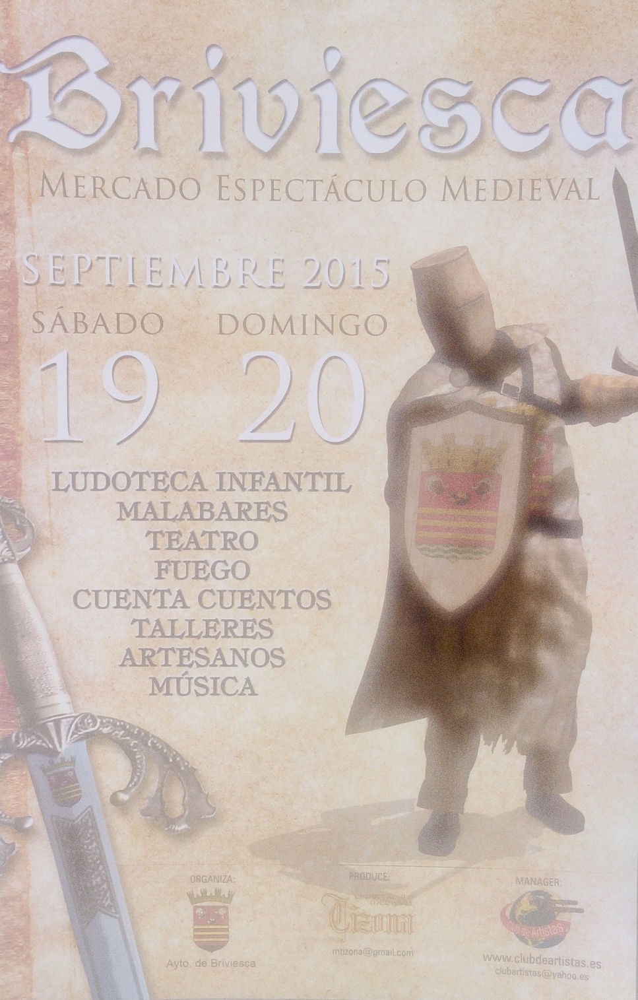 Briviesca
MERCADO ESPECTÁCULO MEDIEVAL
SEPTIEMBRE 2015
SÁBADO DOMINGO
19 20
LUDOTECA INFANTIL
MALABARES
TEATRO
FUEGO
CUENTA CUENTOS
TALLERES
ARTESANOS
MÚSICA
ORGANIZA:
Ayto. de Briviesca
PRODUCE:
Tizona
mtizona@gmail.com
MANAGER:
de Artistas
www.clubdeartistas.es
clubartistas@yahoo.es